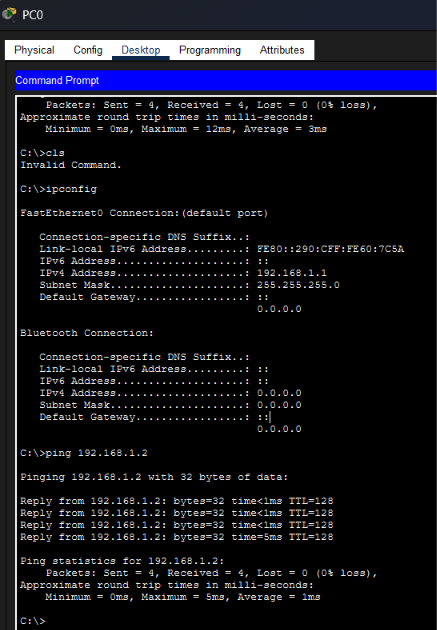 PC0
Physical Config Desktop Programming Attributes
Command Prompt
Packets: Sent = 4, Received = 4, Lost = 0 (0% loss),
Approximate round trip times in milli-seconds:
Minimum = 0ms, Maximum = 12ms, Average = 3ms
C:\>cls
Invalid Command.
C:\>ipconfig
FastEthernet0 Connection:(default port)
Connection-specific DNS Suffix..:
Link-local IPv6 Address.........: FE80::290:CFF:FE60:7C5A
IPv6 Address....................: ::
IPv4 Address....................: 192.168.1.1
Subnet Mask.....................: 255.255.255.0
Default Gateway.................: ::
0.0.0.0
Bluetooth Connection:
Connection-specific DNS Suffix..:
Link-local IPv6 Address.........: ::
IPv6 Address....................: ::
IPv4 Address....................: 0.0.0.0
Subnet Mask.....................: 0.0.0.0
Default Gateway.................: ::
0.0.0.0
C:\>ping 192.168.1.2
Pinging 192.168.1.2 with 32 bytes of data:
Reply from 192.168.1.2: bytes=32 time<1ms TTL=128
Reply from 192.168.1.2: bytes=32 time<1ms TTL=128
Reply from 192.168.1.2: bytes=32 time<1ms TTL=128
Reply from 192.168.1.2: bytes=32 time=5ms TTL=128
Ping statistics for 192.168.1.2:
Packets: Sent = 4, Received = 4, Lost = 0 (0% loss),
Approximate round trip times in milli-seconds:
Minimum = 0ms, Maximum = 5ms, Average = 1ms
C:\>